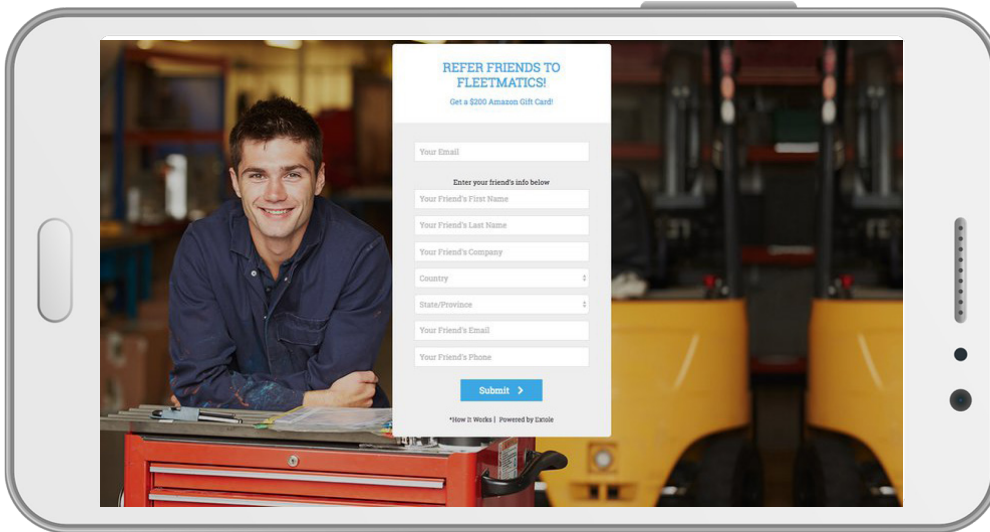 REFER FRIENDS TO
FLEETMATICS!
Get a $200 Amazon Gift Card!
Your Email
Enter your friend's info below
Your Friend's First Name
Your Friend's Last Name
Your Friend's Company
Country
State/Province
Your Friend's Email
Your Friend's Phone
Submit
*How It Works | Powered by Extole